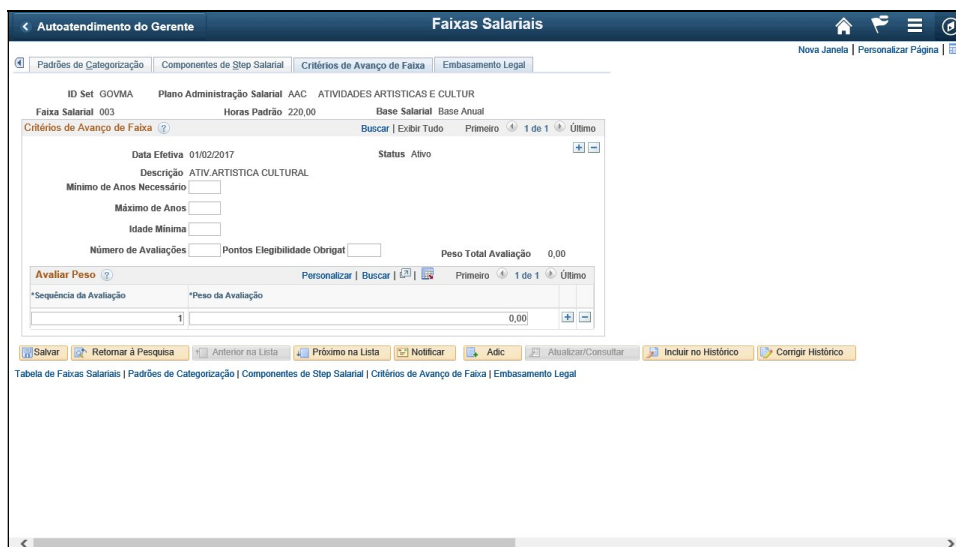 Autoatendimento do Gerente
Faixas Salariais
Nova Janela | Personalizar Página |
Padrões de Categorização
Componentes de Step Salarial
Critérios de Avanço de Faixa
Embasamento Legal
ID Set GOVMA Plano Administração Salarial AAC ATIVIDADES ARTISTICAS E CULTUR
Faixa Salarial 003 Horas Padrão 220,00 Base Salarial Base Anual
Critérios de Avanço de Faixa Buscar | Exibir Tudo Primeiro 1 de 1 Último
Data Efetiva 01/02/2017 Status Ativo
Descrição ATIV.ARTISTICA CULTURAL
Mínimo de Anos Necessário
Máximo de Anos
Idade Mínima
Número de Avaliações Pontos Elegibilidade Obrigat Peso Total Avaliação 0,00
Avaliar Peso Personalizar | Buscar | | Primeiro 1 de 1 Último
*Sequência da Avaliação *Peso da Avaliação
1 0,00
Salvar Retornar à Pesquisa Anterior na Lista Próximo na Lista Notificar Adic Atualizar/Consultar Incluir no Histórico Corrigir Histórico
Tabela de Faixas Salariais | Padrões de Categorização | Componentes de Step Salarial | Critérios de Avanço de Faixa | Embasamento Legal